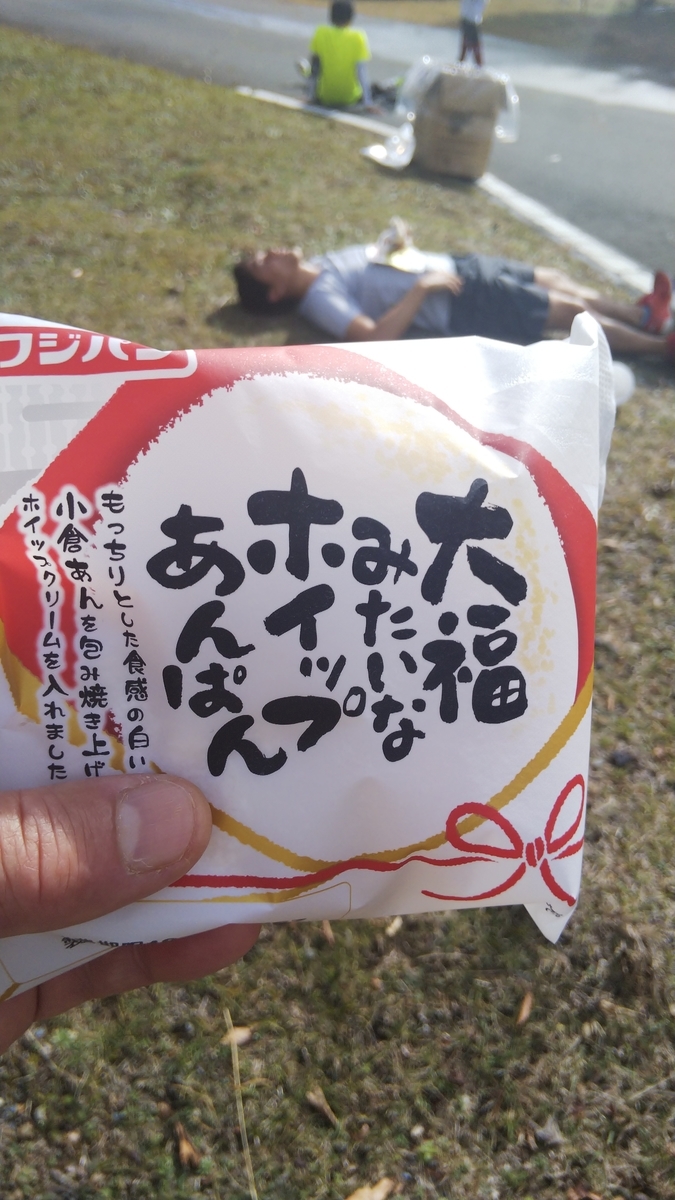 フジパン
大福
みたいな
ホイップ
あんぱん
もっちりとした食感の白い
小倉あんを包み焼き上げ
ホイップクリームを入れました